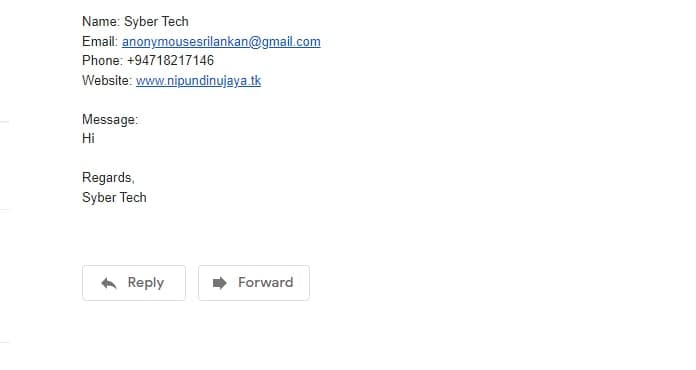 Name: Syber Tech
Email: anonymousesrilankan@gmail.com
Phone: +94718217146
Website: www.nipundinujaya.tk
Message:
Hi
Regards,
Syber Tech
Reply Forward